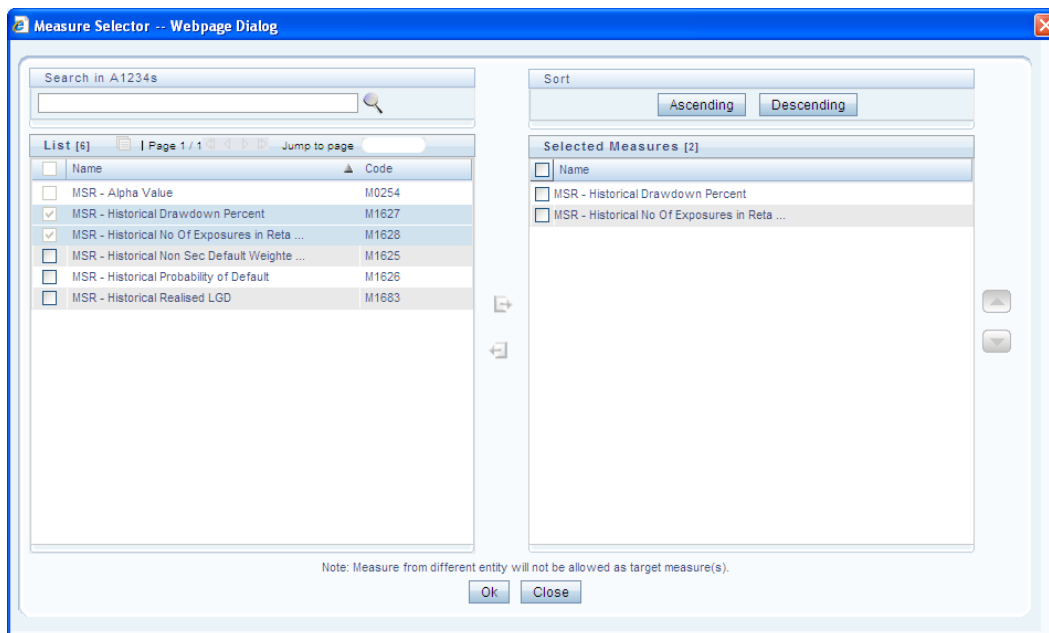 Measure Selector -- Webpage Dialog
Search in A1234s
Sort
Ascending Descending
List [6] | Page 1 / 1 Jump to page
Selected Measures [2]
Name Code
Name
MSR - Alpha Value M0254
MSR - Historical Drawdown Percent M1627
MSR - Historical No Of Exposures in Reta ... M1628
MSR - Historical Non Sec Default Weighte ... M1625
MSR - Historical Probability of Default M1626
MSR - Historical Realised LGD M1683
MSR - Historical Drawdown Percent
MSR - Historical No Of Exposures in Reta ...
Note: Measure from different entity will not be allowed as target measure(s).
Ok Close